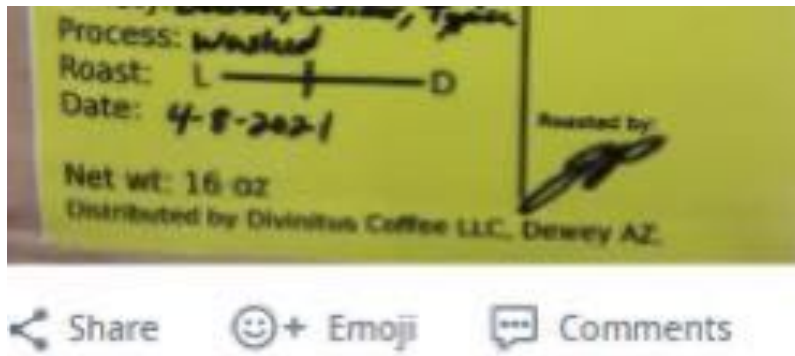 Process: Washed
Roast: L D
Date: 4-8-2021
Roasted by
Net wt: 16 oz
Distributed by Divinitus Coffee LLC, Dewey AZ.
Share
Emoji
Comments